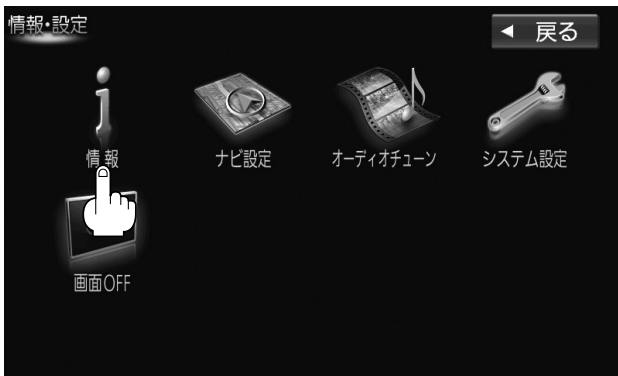 情報・設定
戻る
情報
ナビ設定
オーディオチューン
システム設定
画面OFF